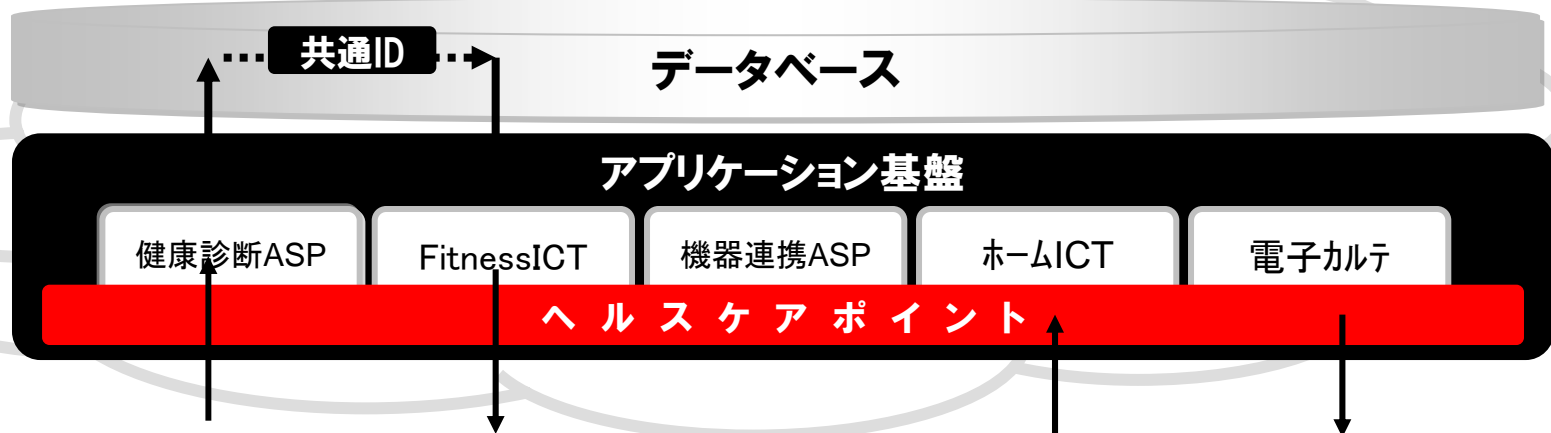 共通ID
データベース
アプリケーション基盤
健康診断ASP
FitnessICT
機器連携ASP
ﾎｰﾑICT
電子ｶﾙﾃ
ヘルスケアポイント